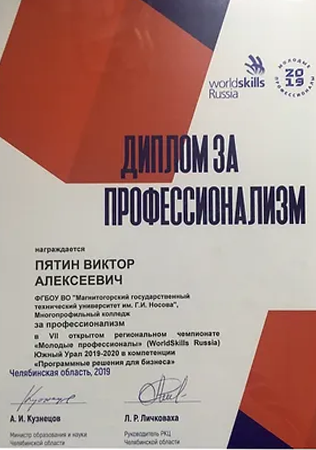 worldskills
Russia
МОЛОДЫЕ ПРОФЕССИОНАЛЫ
2019
ДИПЛОМ ЗА
ПРОФЕССИОНАЛИЗМ
награждается
ПЯТИН ВИКТОР
АЛЕКСЕЕВИЧ
ФГБОУ ВО "Магнитогорский государственный
технический университет им. Г.И. Носова",
Многопрофильный колледж
за профессионализм
в VII открытом региональном чемпионате
«Молодые профессионалы» (WorldSkills Russia)
Южный Урал 2019-2020 в компетенции
«Программные решения для бизнеса»
Челябинская область, 2019
А. И. Кузнецов
Л. Р. Личковаха
Министр образования и науки
Челябинской области
Руководитель РКЦ
Челябинской области